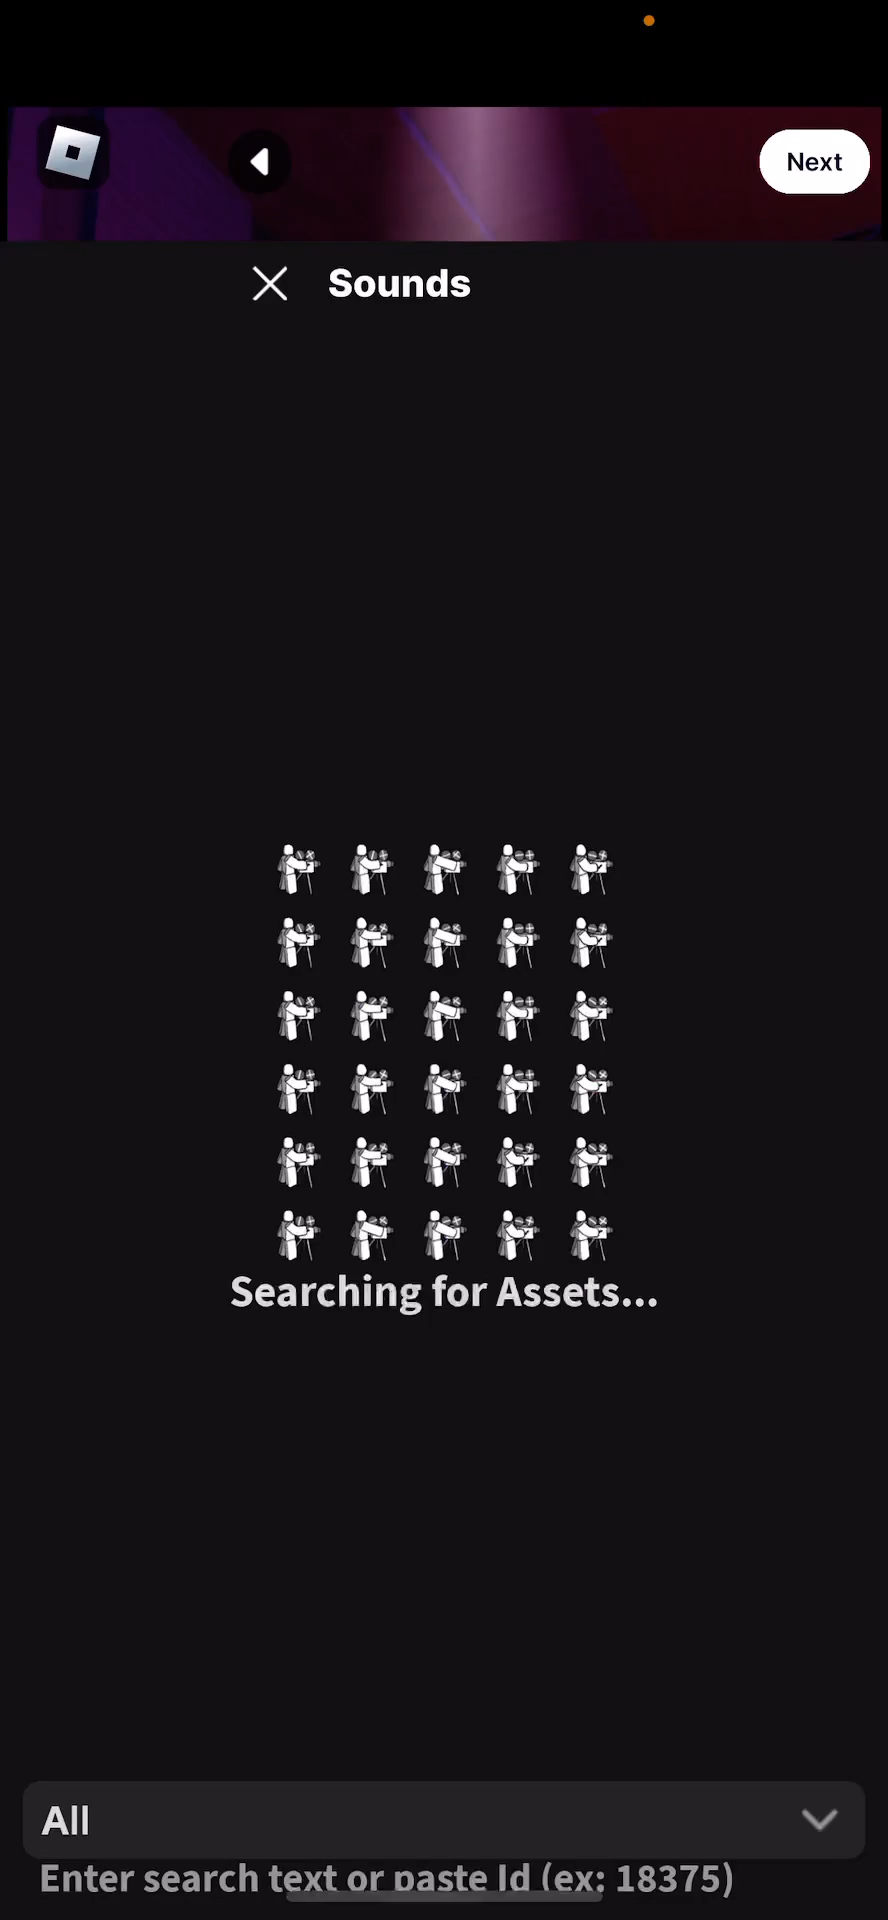 Next
Sounds
Searching for Assets...
All
Enter search text or paste Id (ex: 18375)